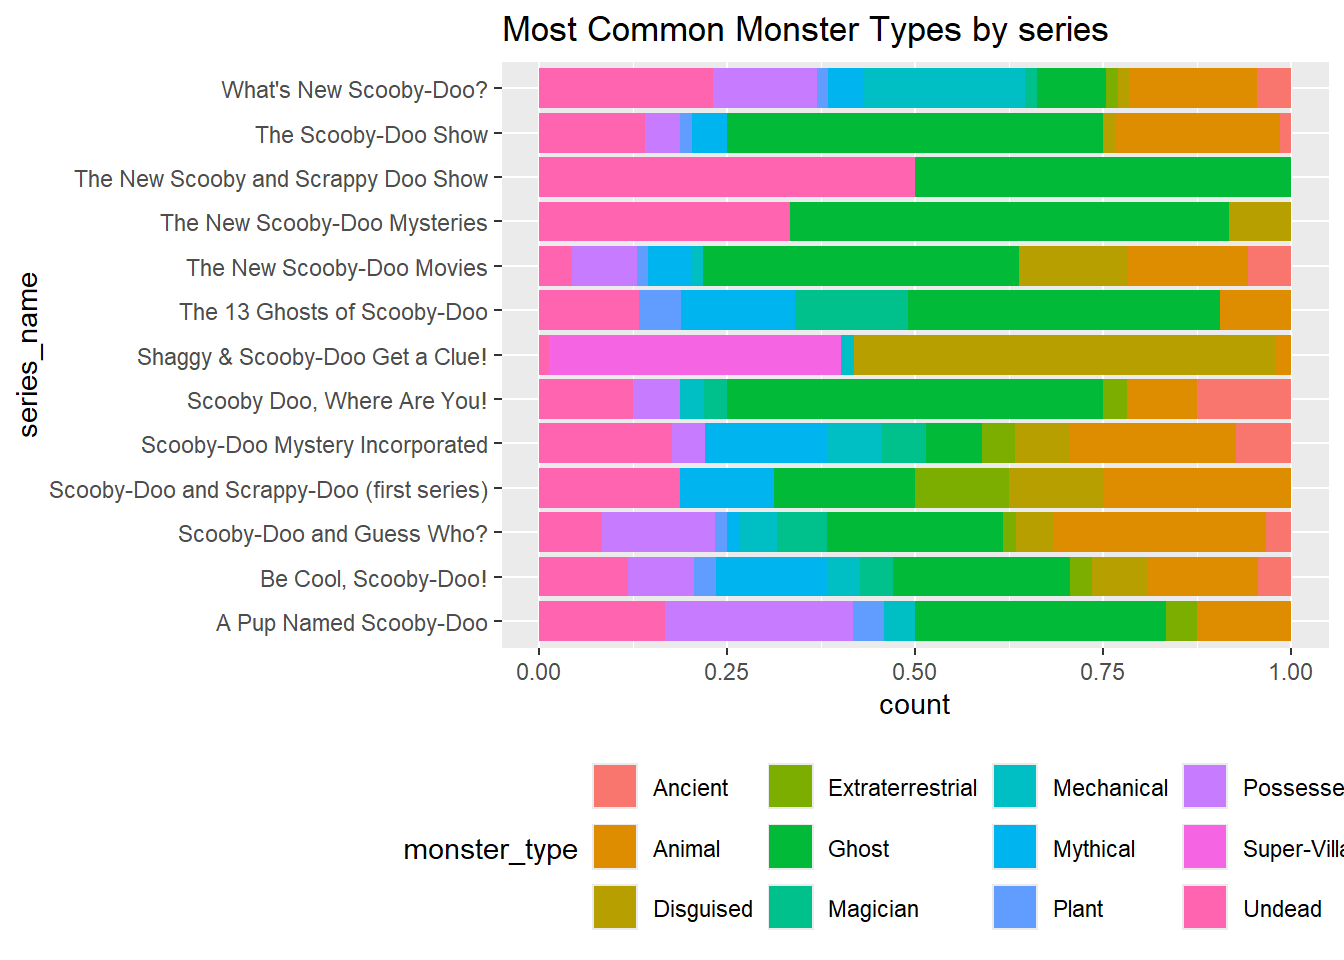 Most Common Monster Types by series
What's New Scooby-Doo?
The Scooby-Doo Show
The New Scooby and Scrappy Doo Show
The New Scooby-Doo Mysteries
The New Scooby-Doo Movies
The 13 Ghosts of Scooby-Doo
Shaggy & Scooby-Doo Get a Clue!
Scooby Doo, Where Are You!
Scooby-Doo Mystery Incorporated
Scooby-Doo and Scrappy-Doo (first series)
Scooby-Doo and Guess Who?
Be Cool, Scooby-Doo!
A Pup Named Scooby-Doo
series_name
0.00 0.25 0.50 0.75 1.00
count
monster_type
Ancient Extraterrestrial Mechanical Possesse
Animal Ghost Mythical Super-Villa
Disguised Magician Plant Undead